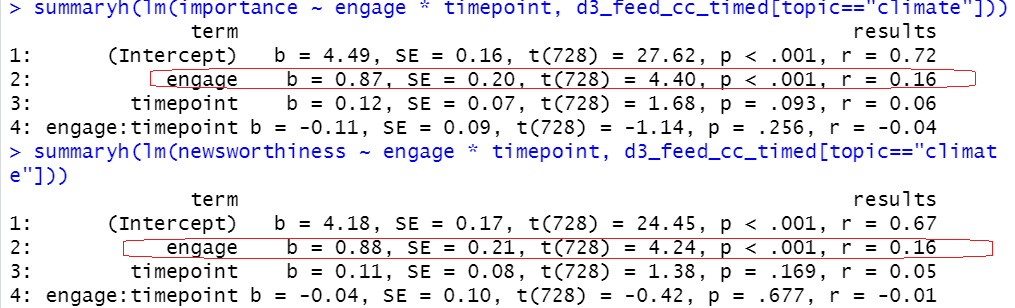 > summaryh(lm(importance ~ engage * timepoint, d3_feed_cc_timed[topic=="climate"]))
term results
1: (Intercept) b = 4.49, SE = 0.16, t(728) = 27.62, p < .001, r = 0.72
2: engage b = 0.87, SE = 0.20, t(728) = 4.40, p < .001, r = 0.16
3: timepoint b = 0.12, SE = 0.07, t(728) = 1.68, p = .093, r = 0.06
4: engage:timepoint b = -0.11, SE = 0.09, t(728) = -1.14, p = .256, r = -0.04
> summaryh(lm(newsworthiness ~ engage * timepoint, d3_feed_cc_timed[topic=="climat
e"]))
term results
1: (Intercept) b = 4.18, SE = 0.17, t(728) = 24.45, p < .001, r = 0.67
2: engage b = 0.88, SE = 0.21, t(728) = 4.24, p < .001, r = 0.16
3: timepoint b = 0.11, SE = 0.08, t(728) = 1.38, p = .169, r = 0.05
4: engage:timepoint b = -0.04, SE = 0.10, t(728) = -0.42, p = .677, r = -0.01